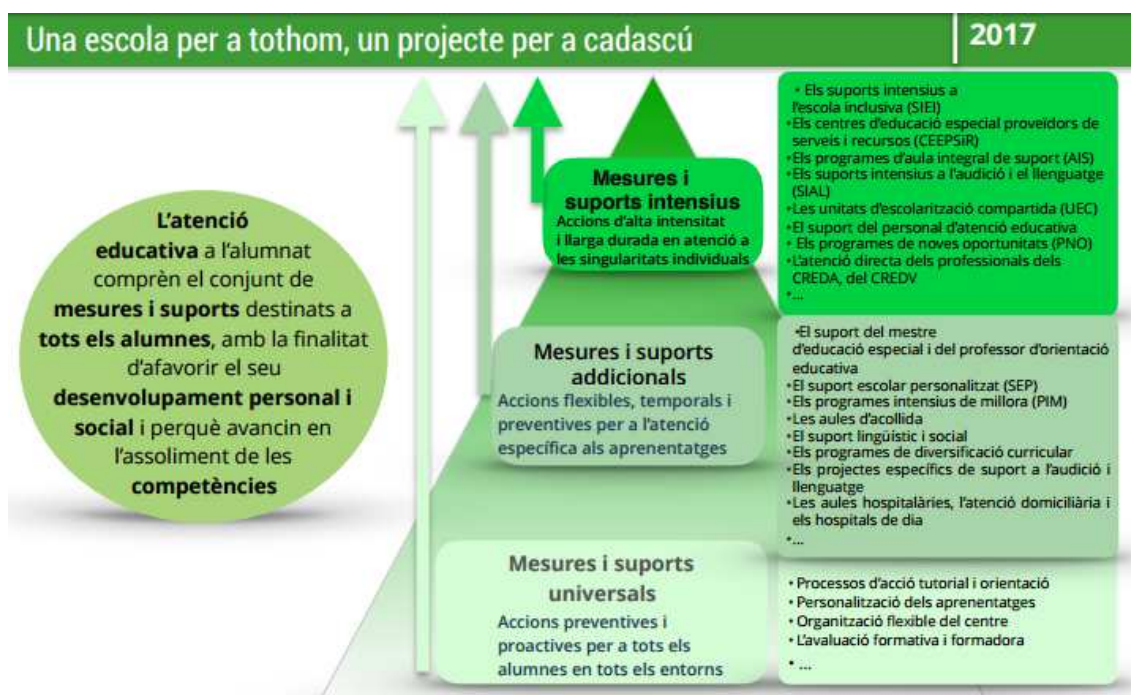 Una escola per a tothom, un projecte per a cadascú
2017
L'atenció
educativa a l'alumnat
comprèn el conjunt de
mesures i suports destinats a
tots els alumnes, amb la finalitat
d'afavorir el seu
desenvolupament personal i
social i perquè avancin en
l'assoliment de les
competències
Mesures i
suports intensius
Accions d'alta intensitat
i llarga durada en atenció a
les singularitats individuals
• Els suports intensius a
l'escola inclusiva (SIEI)
•Els centres d'educació especial proveïdors de
serveis i recursos (CEEPSiR)
•Els programes d'aula integral de suport (AIS)
•Els suports intensius a l'audició i el llenguatge
(SIAL)
•Les unitats d'escolarització compartida (UEC)
•El suport del personal d'atenció educativa
• Els programes de noves oportunitats (PNO)
•L'atenció directa dels professionals dels
CREDA, del CREDV
•...
Mesures i suports
addicionals
Accions flexibles, temporals i
preventives per a l'atenció
específica als aprenentatges
•El suport del mestre
d'educació especial i del professor d'orientació
educativa
•El suport escolar personalitzat (SEP)
•Els programes intensius de millora (PIM)
•Les aules d'acollida
•El suport lingüístic i social
•Els programes de diversificació curricular
•Els projectes específics de suport a l'audició i
llenguatge
•Les aules hospitalàries, l'atenció domiciliària i
els hospitals de dia
•...
Mesures i suports
universals
Accions preventives i
proactives per a tots els
alumnes en tots els entorns
• Processos d'acció tutorial i orientació
• Personalització dels aprenentatges
• Organització flexible del centre
• L'avaluació formativa i formadora
• ...